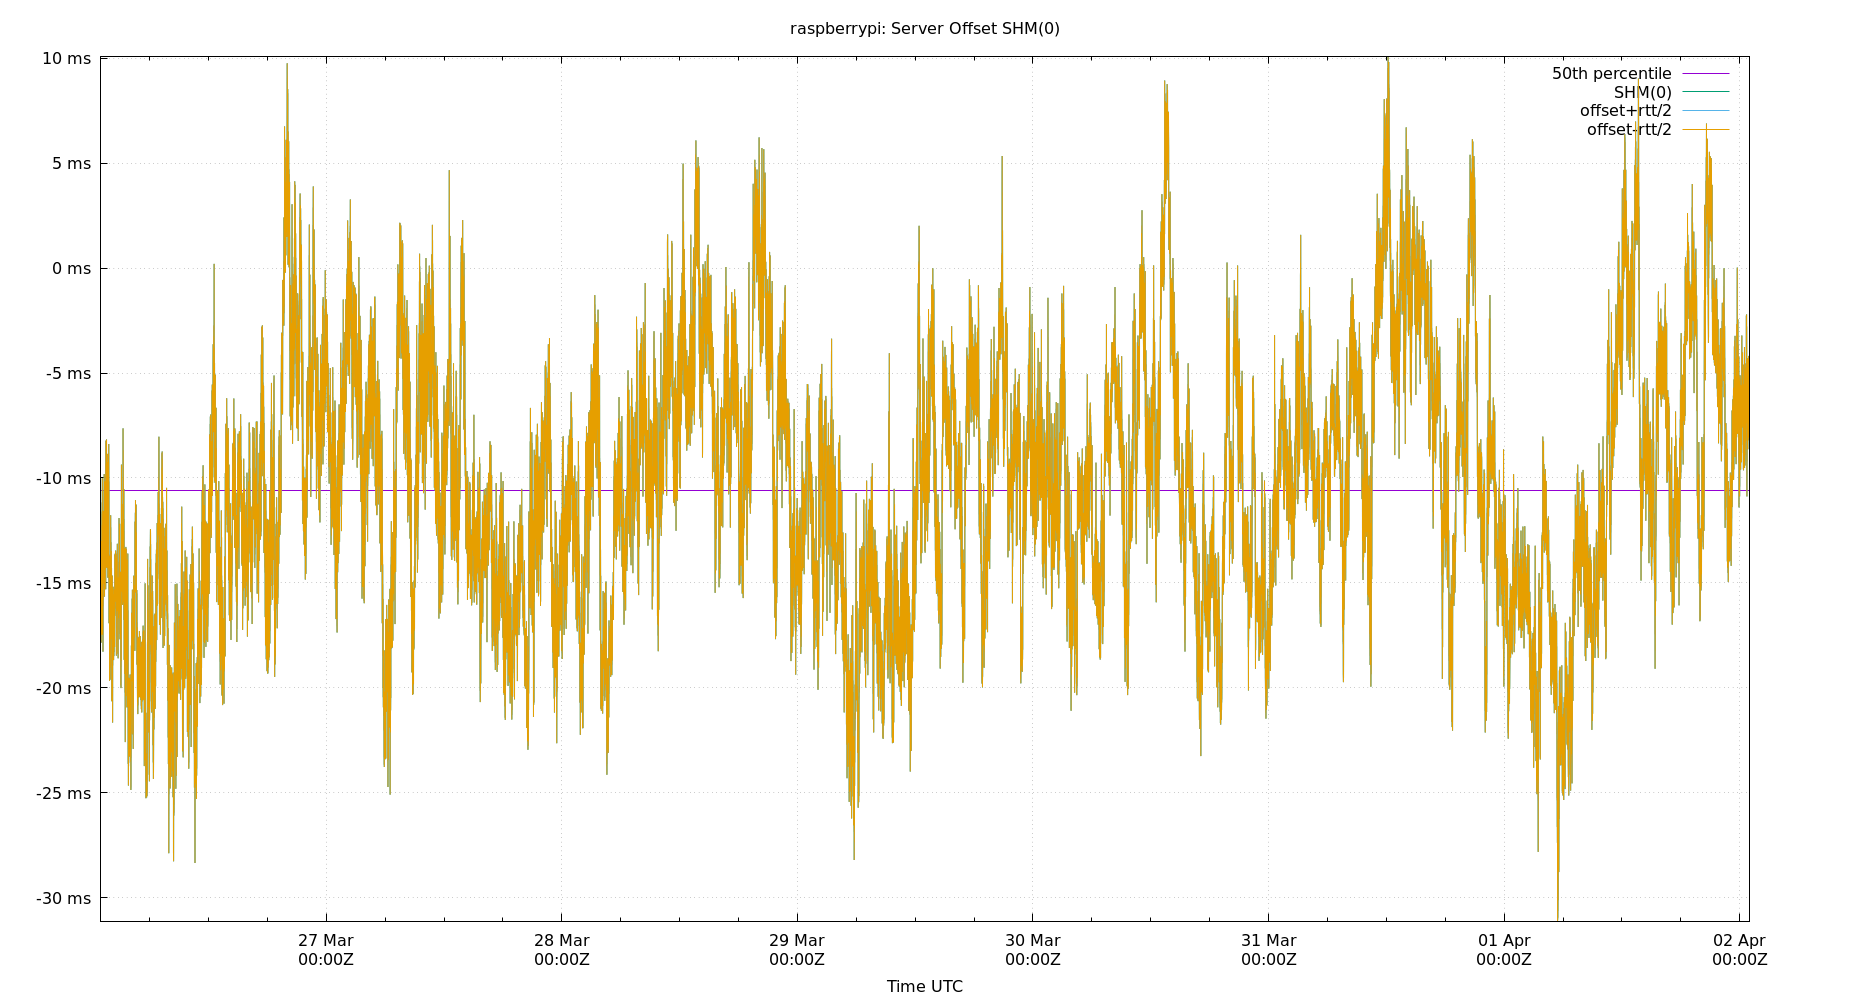 raspberrypi: Server Offset SHM(0)
10 ms
5 ms
0 ms
-5 ms
-10 ms
-15 ms
-20 ms
-25 ms
-30 ms
50th percentile
SHM(0)
offset+rtt/2
offset-rtt/2
27 Mar 28 Mar 29 Mar 30 Mar 31 Mar 01 Apr 02 Apr
00:00Z 00:00Z 00:00Z 00:00Z 00:00Z 00:00Z 00:00Z
Time UTC